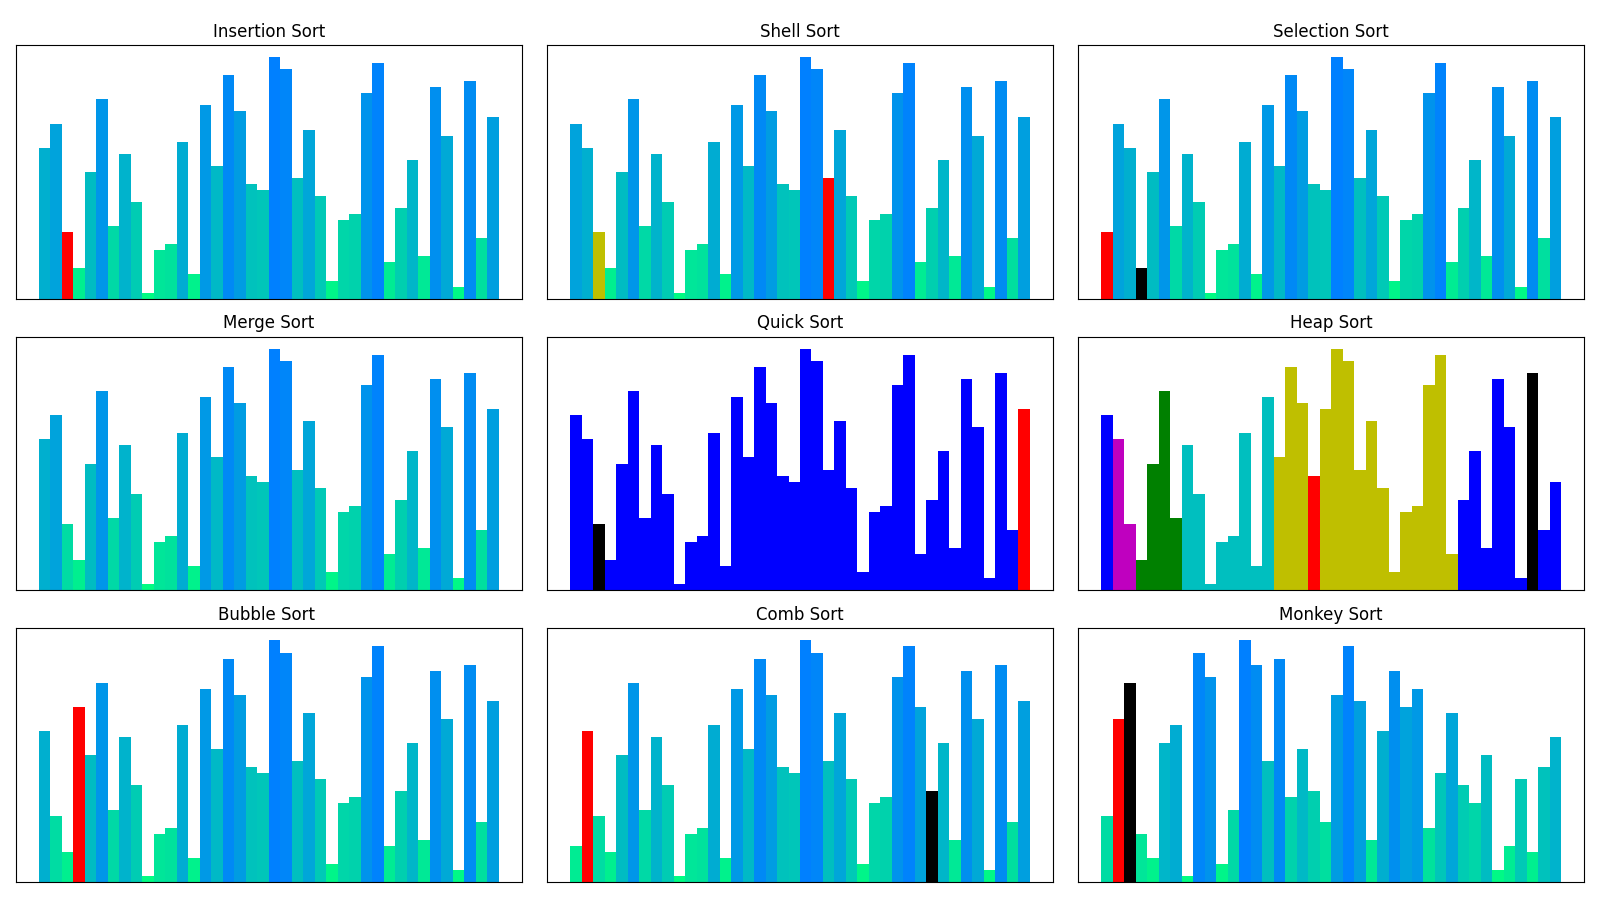 Insertion Sort
Shell Sort
Selection Sort
Merge Sort
Quick Sort
Heap Sort
Bubble Sort
Comb Sort
Monkey Sort